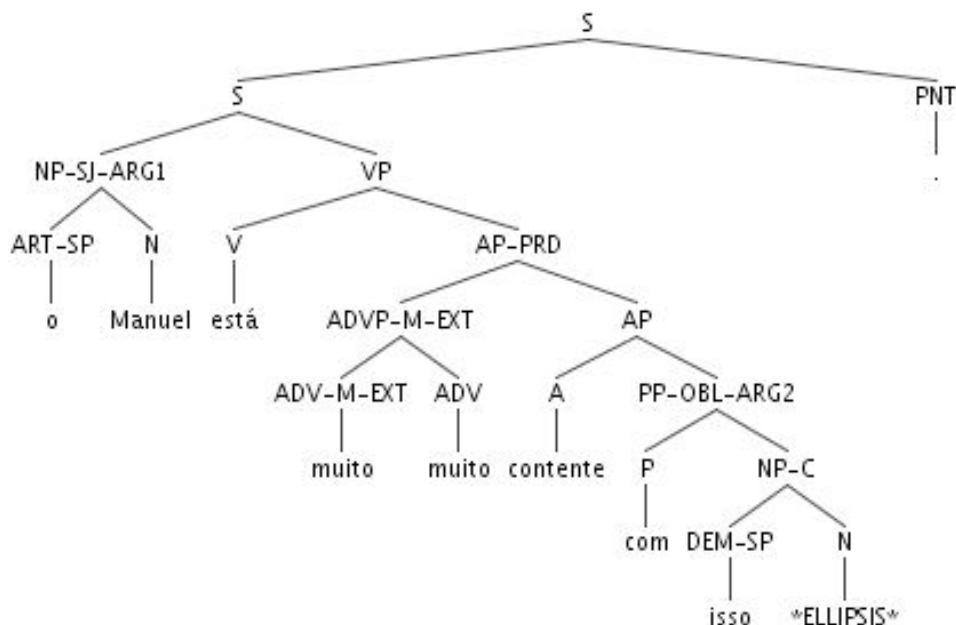 S
S PNT
NP-SJ-ARG1 VP .
ART-SP N V AP-PRD
o Manuel está ADVP-M-EXT AP
ADV-M-EXT ADV A PP-OBL-ARG2
muito muito contente P NP-C
com DEM-SP N
isso *ELLIPSIS*